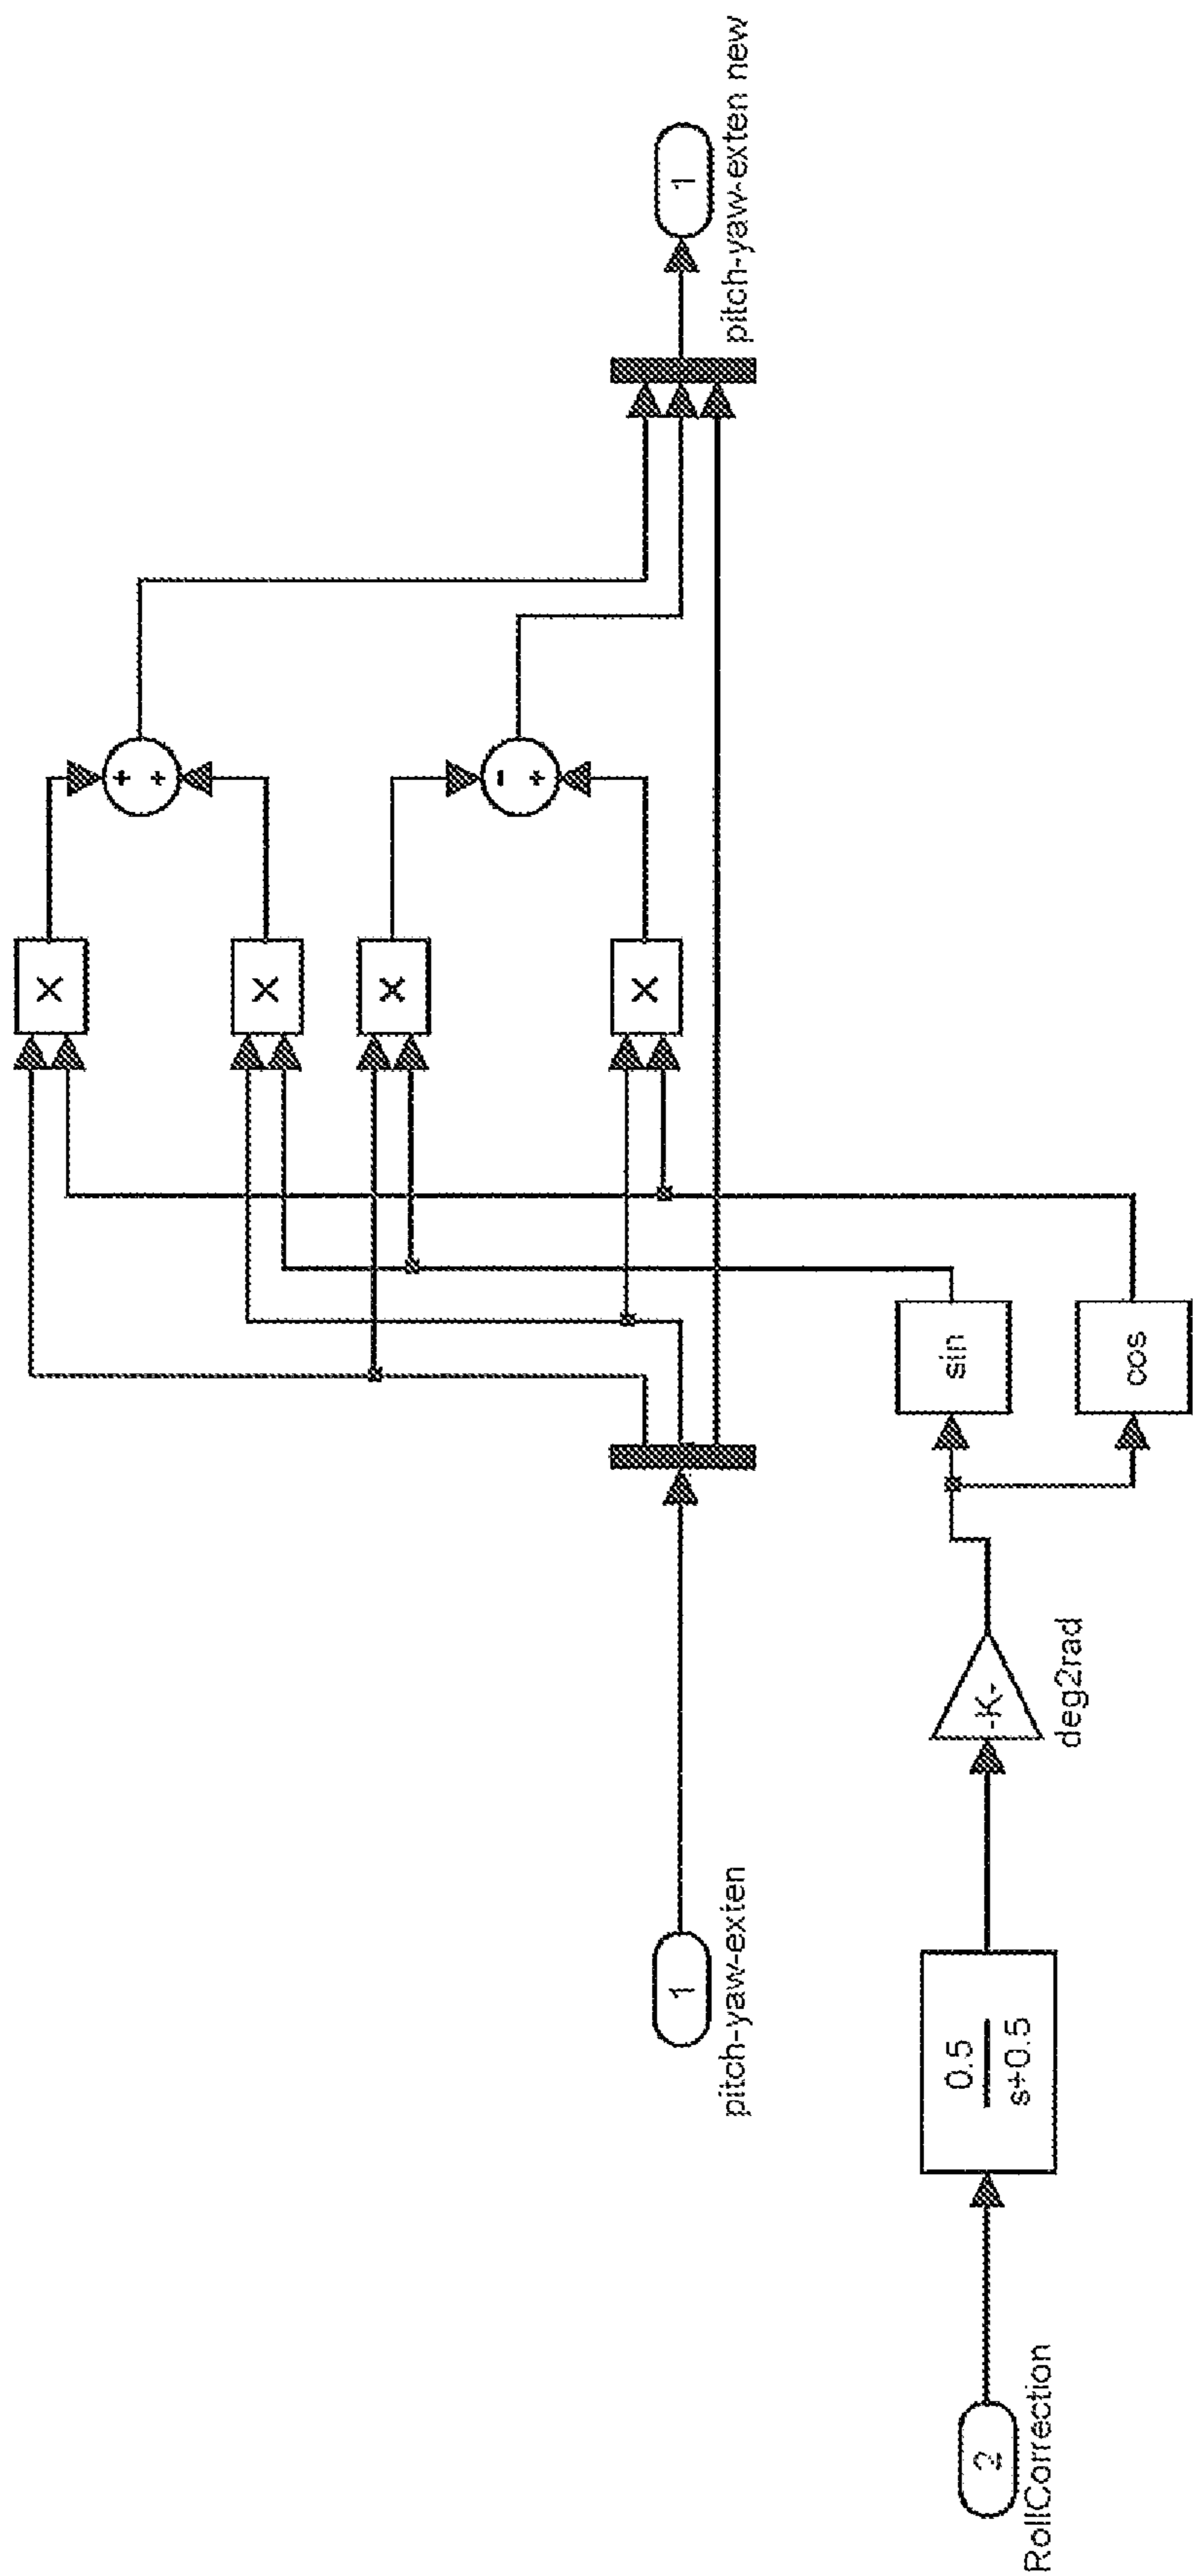 X
X
X
X
+
+
-
+
1
pitch-yaw-exten new
1
pitch-yaw-exten
sin
cos
-K-
deg2rad
0.5
s+0.5
2
RollCorrection